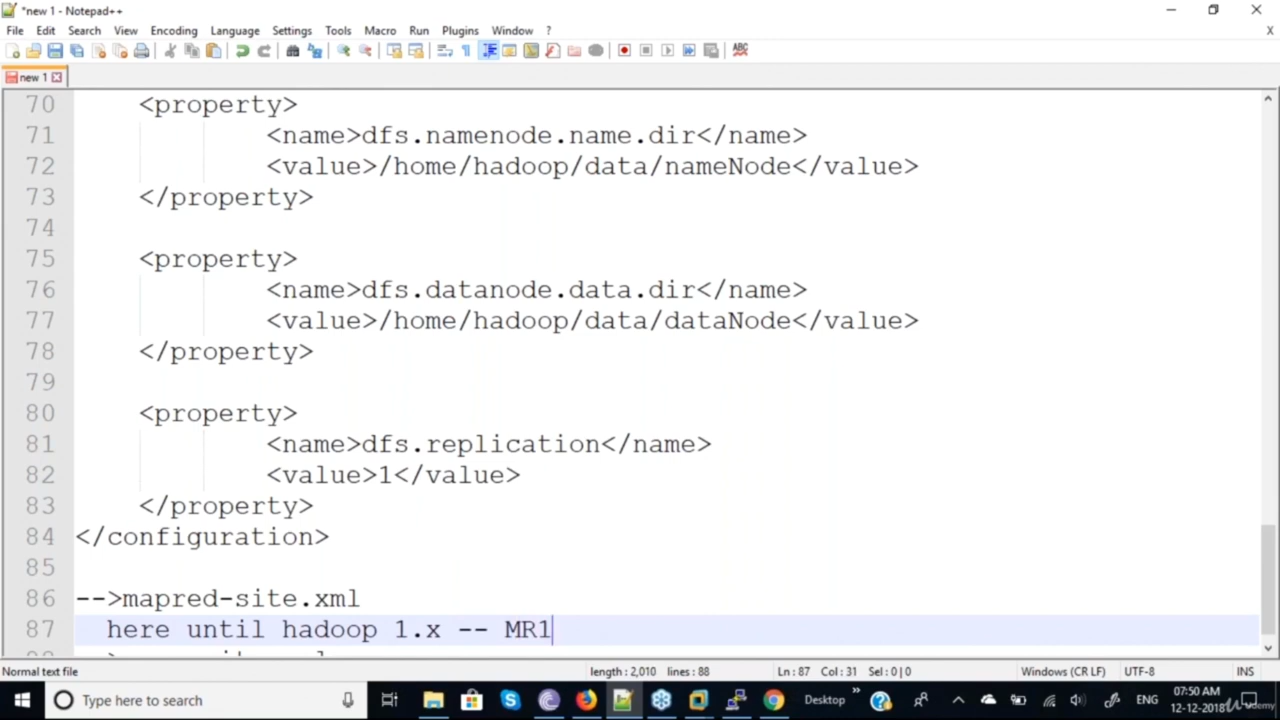 *new 1 - Notepad++
File Edit Search View Encoding Language Settings Tools Macro Run Plugins Window ? X
ABC
new 1
70 <property>
71 <name>dfs.namenode.name.dir</name>
72 <value>/home/hadoop/data/nameNode</value>
73 </property>
74
75 <property>
76 <name>dfs.datanode.data.dir</name>
77 <value>/home/hadoop/data/dataNode</value>
78 </property>
79
80 <property>
81 <name>dfs.replication</name>
82 <value>1</value>
83 </property>
84 </configuration>
85
86 -->mapred-site.xml
87 here until hadoop 1.x -- MR1
Normal text file length : 2,010 lines : 88 Ln : 87 Col : 31 Sel : 0 | 0 Windows (CR LF) UTF-8 INS
Type here to search Desktop ENG 07:50 AM
12-12-2018
Udemy